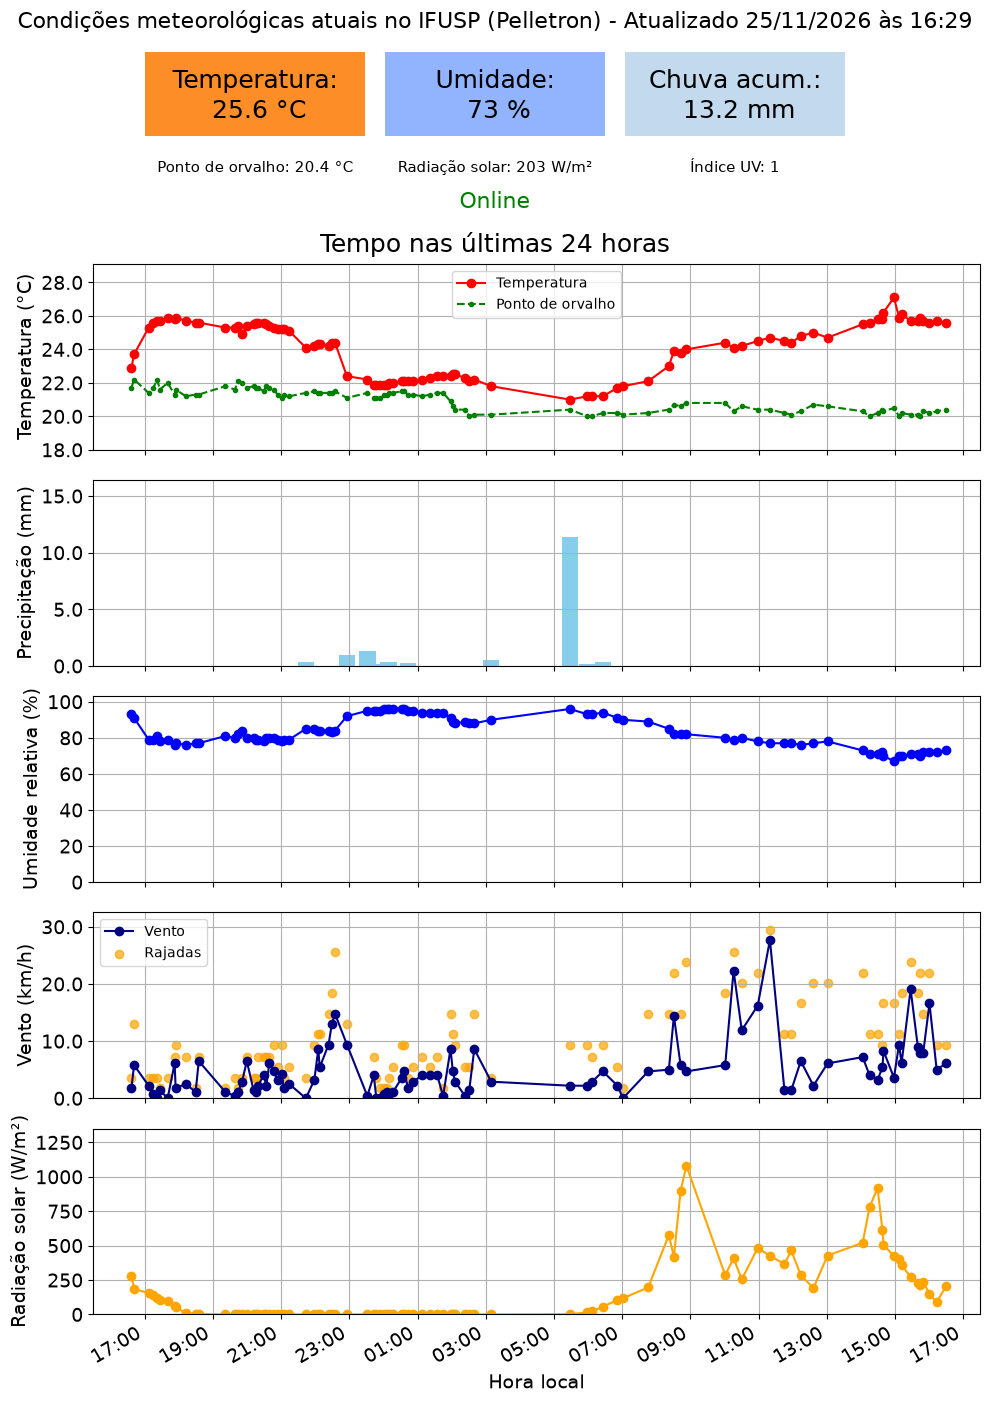 Condições meteorológicas atuais no IFUSP (Pelletron) - Atualizado 25/11/2026 às 16:29
Temperatura:
25.6 °C
Umidade:
73 %
Chuva acum.:
13.2 mm
Ponto de orvalho: 20.4 °C
Radiação solar: 203 W/m²
Índice UV: 1
Online
Tempo nas últimas 24 horas
Temperatura (°C)
28.0
26.0
24.0
22.0
20.0
18.0
Temperatura
Ponto de orvalho
Precipitação (mm)
15.0
10.0
5.0
0.0
Umidade relativa (%)
100
80
60
40
20
0
Vento (km/h)
30.0
20.0
10.0
0.0
Vento
Rajadas
Radiação solar (W/m²)
1250
1000
750
500
250
0
17:00
19:00
21:00
23:00
01:00
03:00
05:00
07:00
09:00
11:00
13:00
15:00
17:00
Hora local